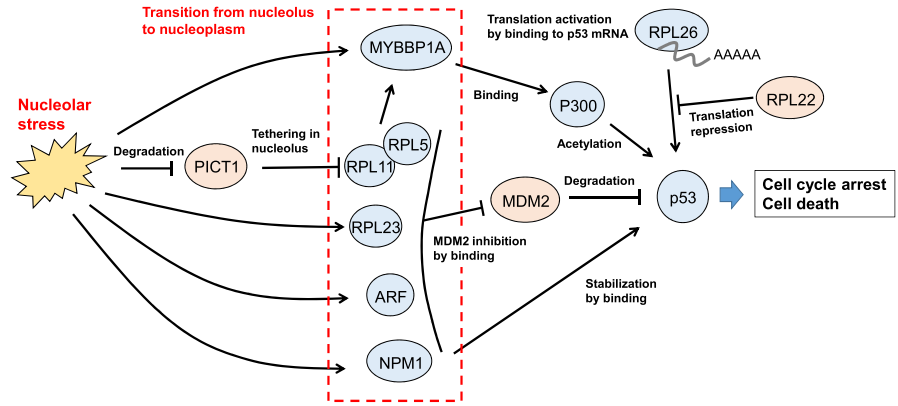 Transition from nucleolus
to nucleoplasm
Translation activation
by binding to p53 mRNA
RPL26
AAAAA
MYBBP1A
Nucleolar
stress
Binding
P300
RPL22
Translation
repression
Degradation
PICT1
Tethering in
nucleolus
RPL5
RPL11
Acetylation
MDM2
Degradation
p53
Cell cycle arrest
Cell death
RPL23
MDM2 inhibition
by binding
ARF
Stabilization
by binding
NPM1